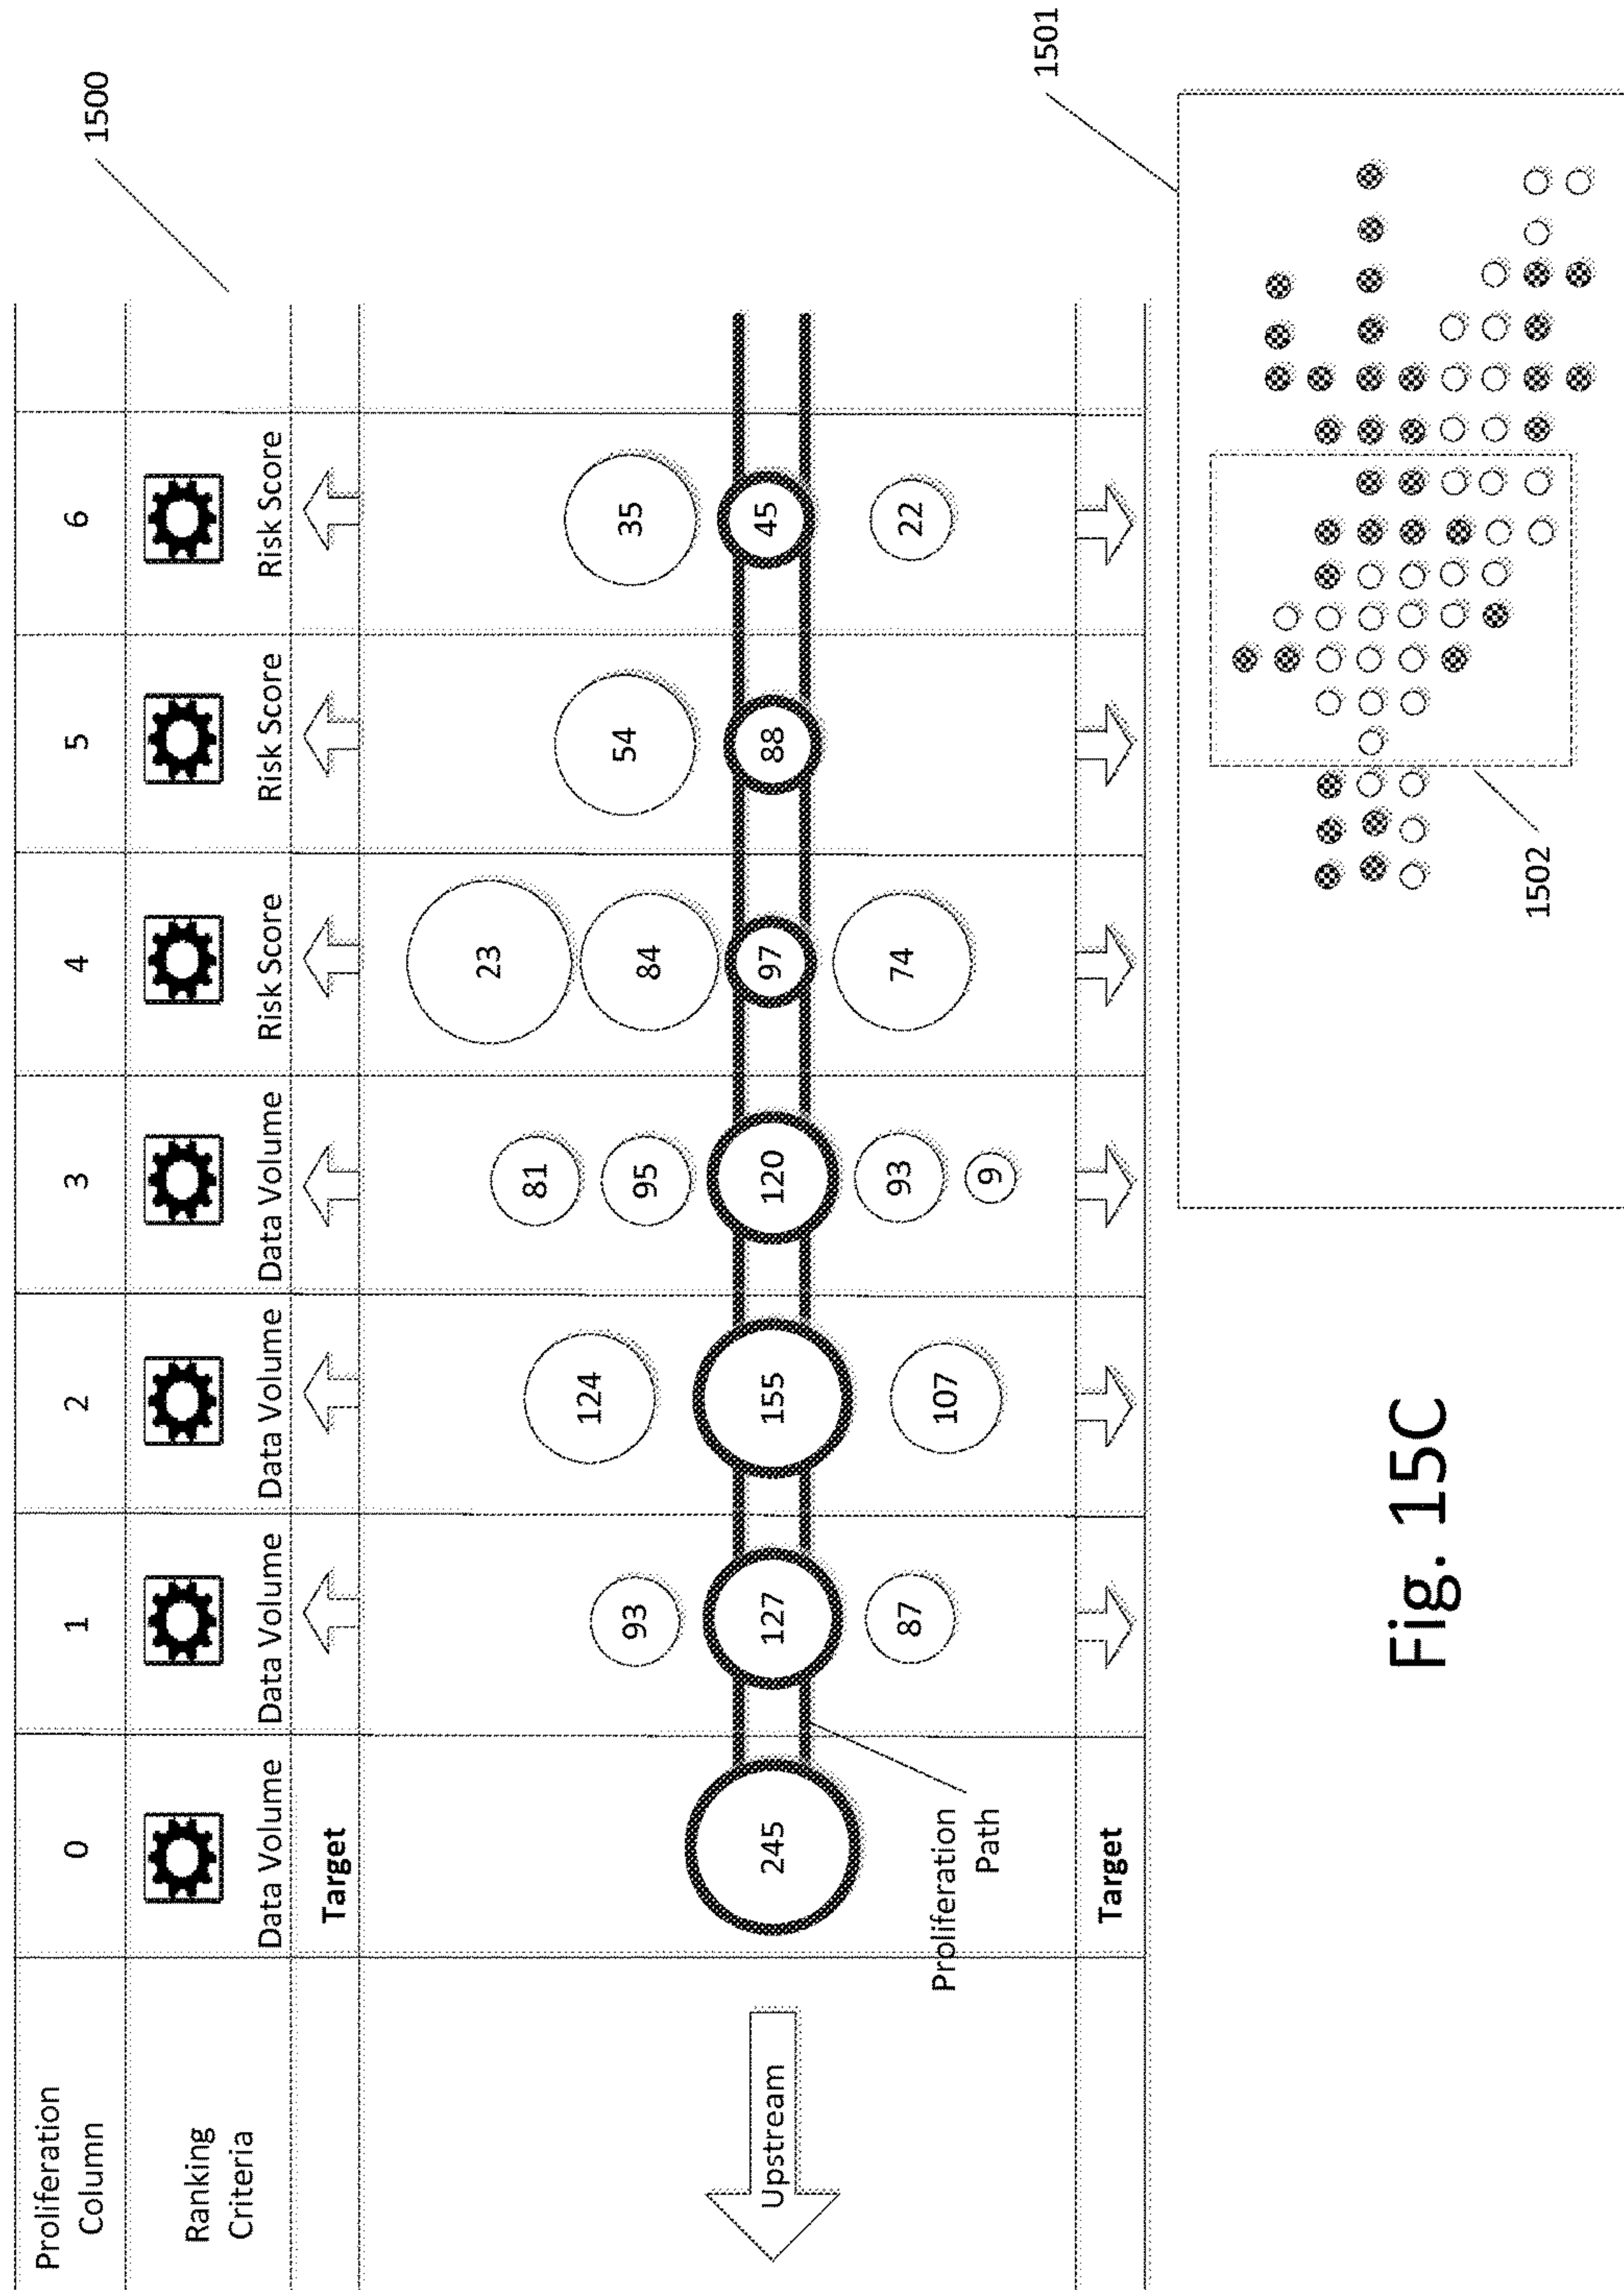 1500
Proliferation
Column
0
1
2
3
4
5
6
Ranking
Criteria
Data Volume
Data Volume
Data Volume
Data Volume
Risk Score
Risk Score
Risk Score
Target
Upstream
245
93
127
87
124
155
107
81
95
120
93
9
23
84
97
74
54
88
35
45
22
Proliferation
Path
Target
1501
1502
Fig. 15C